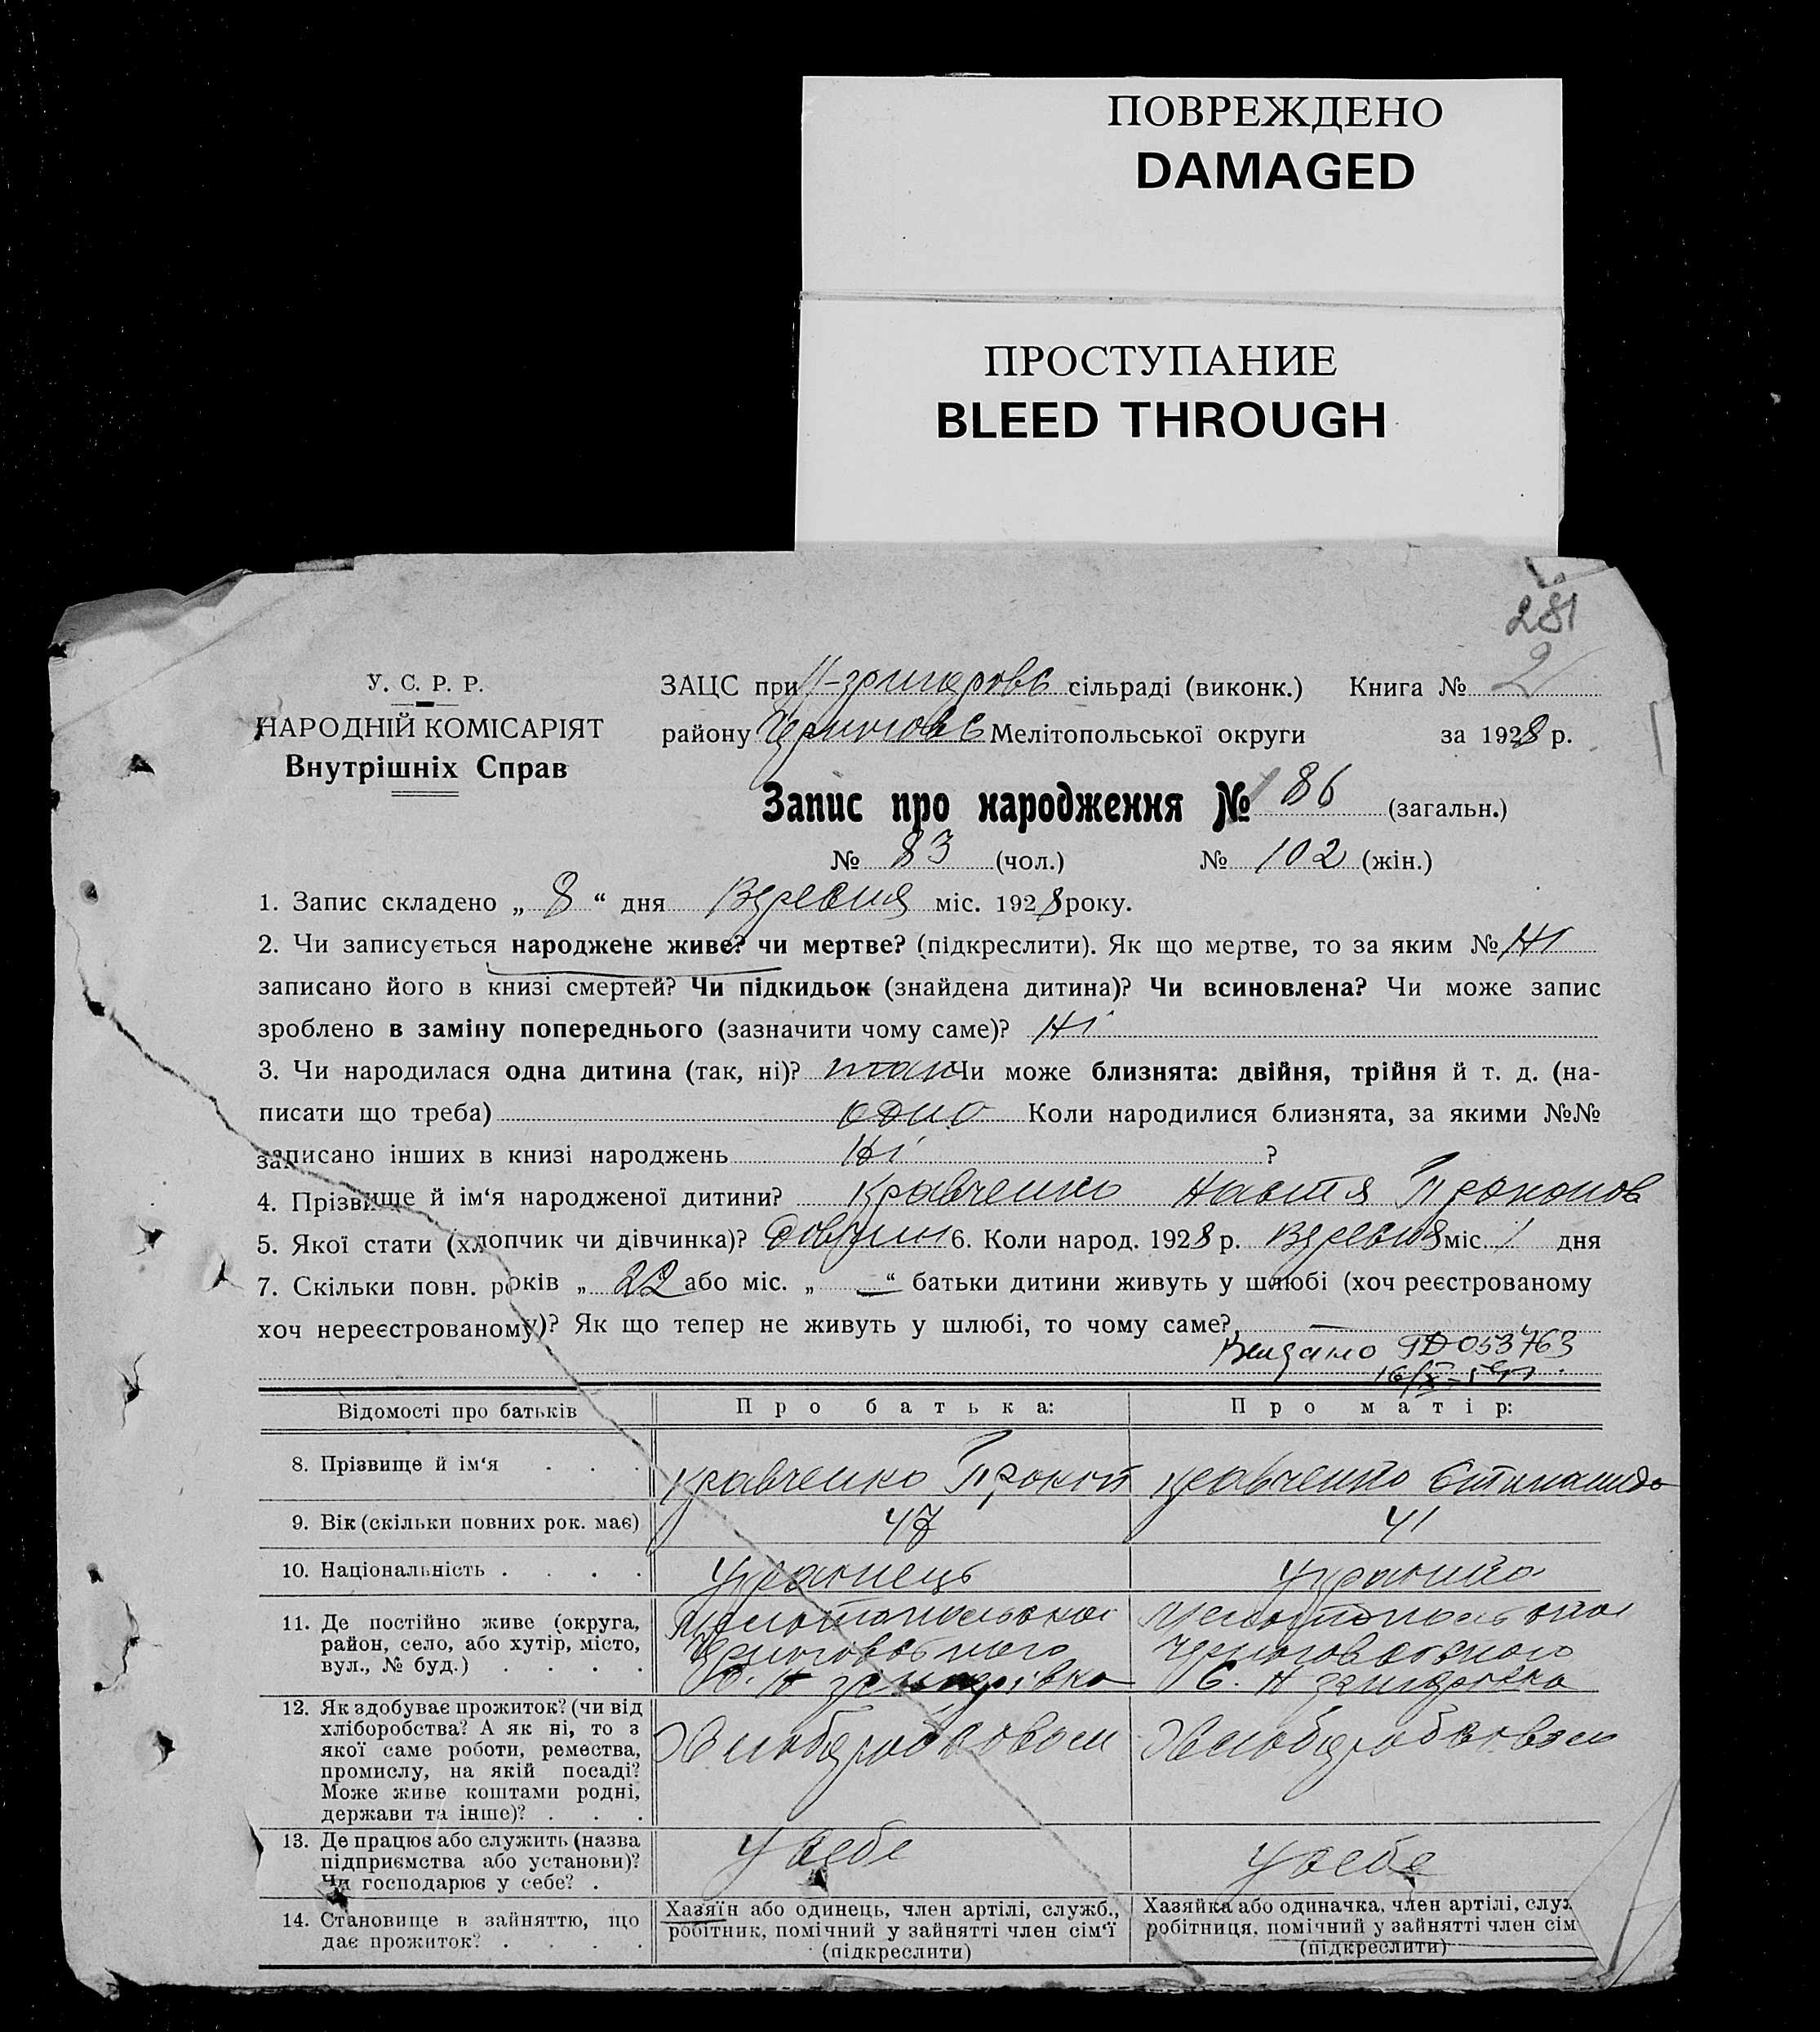 ПОВРЕЖДЕНО
DAMAGED
ПРОСТУПАНИЕ
BLEED THROUGH
281
У. С. Р. Р.
НАРОДНІЙ КОМІСАРІЯТ
Внутрішніх Справ
ЗАЦС при сільраді (виконк.) Книга № 2
району Мелітопольської округи за 1928 р.
Запис про народження № 186 (загальн.)
№ 83 (чол.) № 102 (жін.)
1. Запис складено „ 8 “ дня Вересня міс. 1928 року.
2. Чи записується народжене живе? чи мертве? (підкреслити). Як що мертве, то за яким № Ні
записано його в книзі смертей? Чи підкидьок (знайдена дитина)? Чи всиновлена? Чи може запис
зроблено в заміну попереднього (зазначити чому саме)? Ні
3. Чи народилася одна дитина (так, ні)? так Чи може близнята: двійня, трійня й т. д. (на-
писати що треба) одно Коли народилися близнята, за якими №№
записано інших в книзі народжень Ні ?
4. Прізвище й ім‘я народженої дитини? Кравченко Настя Прокопов
5. Якої стати (хлопчик чи дівчинка)? 6. Коли народ. 1928 р. Вересня міс. 1 дня
7. Скільки повн. років „ 22 або міс. „ — “ батьки дитини живуть у шлюбі (хоч реєстрованому
хоч нереєстрованому)? Як що тепер не живуть у шлюбі, то чому саме? —
053763
Відомості про батьків Про батька: Про матір:
8. Прізвище й ім‘я . . . Кравченко Прокоп Кравченко
9. Вік (скільки повних рок. має) 47 41
10. Національність . . . . Українець Українка
11. Де постійно живе (округа,
район, село, або хутір, місто,
вул., № буд.) . . . .
12. Як здобуває прожиток? (чи від
хліборобства? А як ні, то з
якої саме роботи, ремества,
промислу, на якій посаді?
Може живе коштами родні,
держави та інше)? . . .
Хліборобством Хліборобством
13. Де працює або служить (назва
підприємства або установи)?
Чи господарює у себе? .
У себе У себе
14. Становище в зайняттю, що
дає прожиток? . . . .
Хазяїн або одинець, член артілі, служб.,
робітник, помічний у зайнятті член сім‘ї
(підкреслити)
Хазяйка або одиначка, член артілі, служ
робітниця, помічний у зайнятті член сім
(підкреслити)